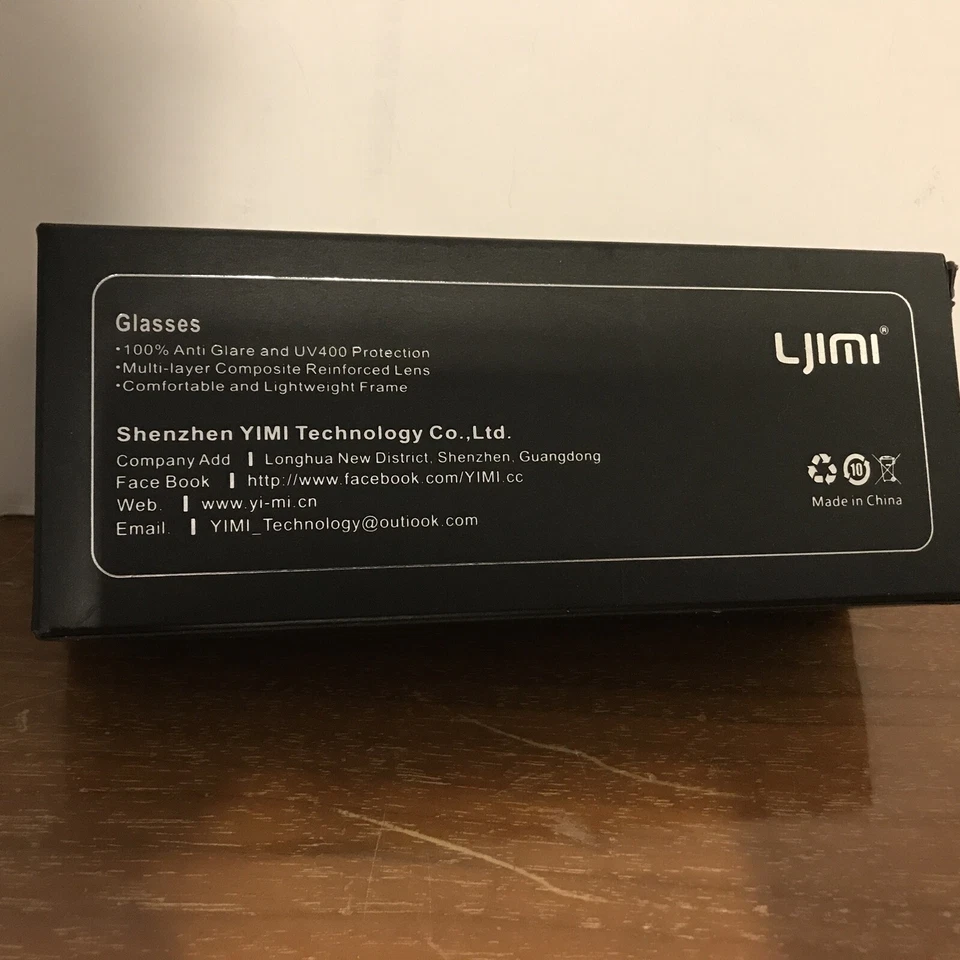 Glasses
•100% Anti Glare and UV400 Protection
•Multi-layer Composite Reinforced Lens
•Comfortable and Lightweight Frame
YIMI®
Shenzhen YIMI Technology Co.,Ltd.
Company Add | Longhua New District, Shenzhen, Guangdong
Face Book | http://www.facebook.com/YIMI.cc
Web. | www.yi-mi.cn
Email. | YIMI_Technology@outiook.com
10
Made in China